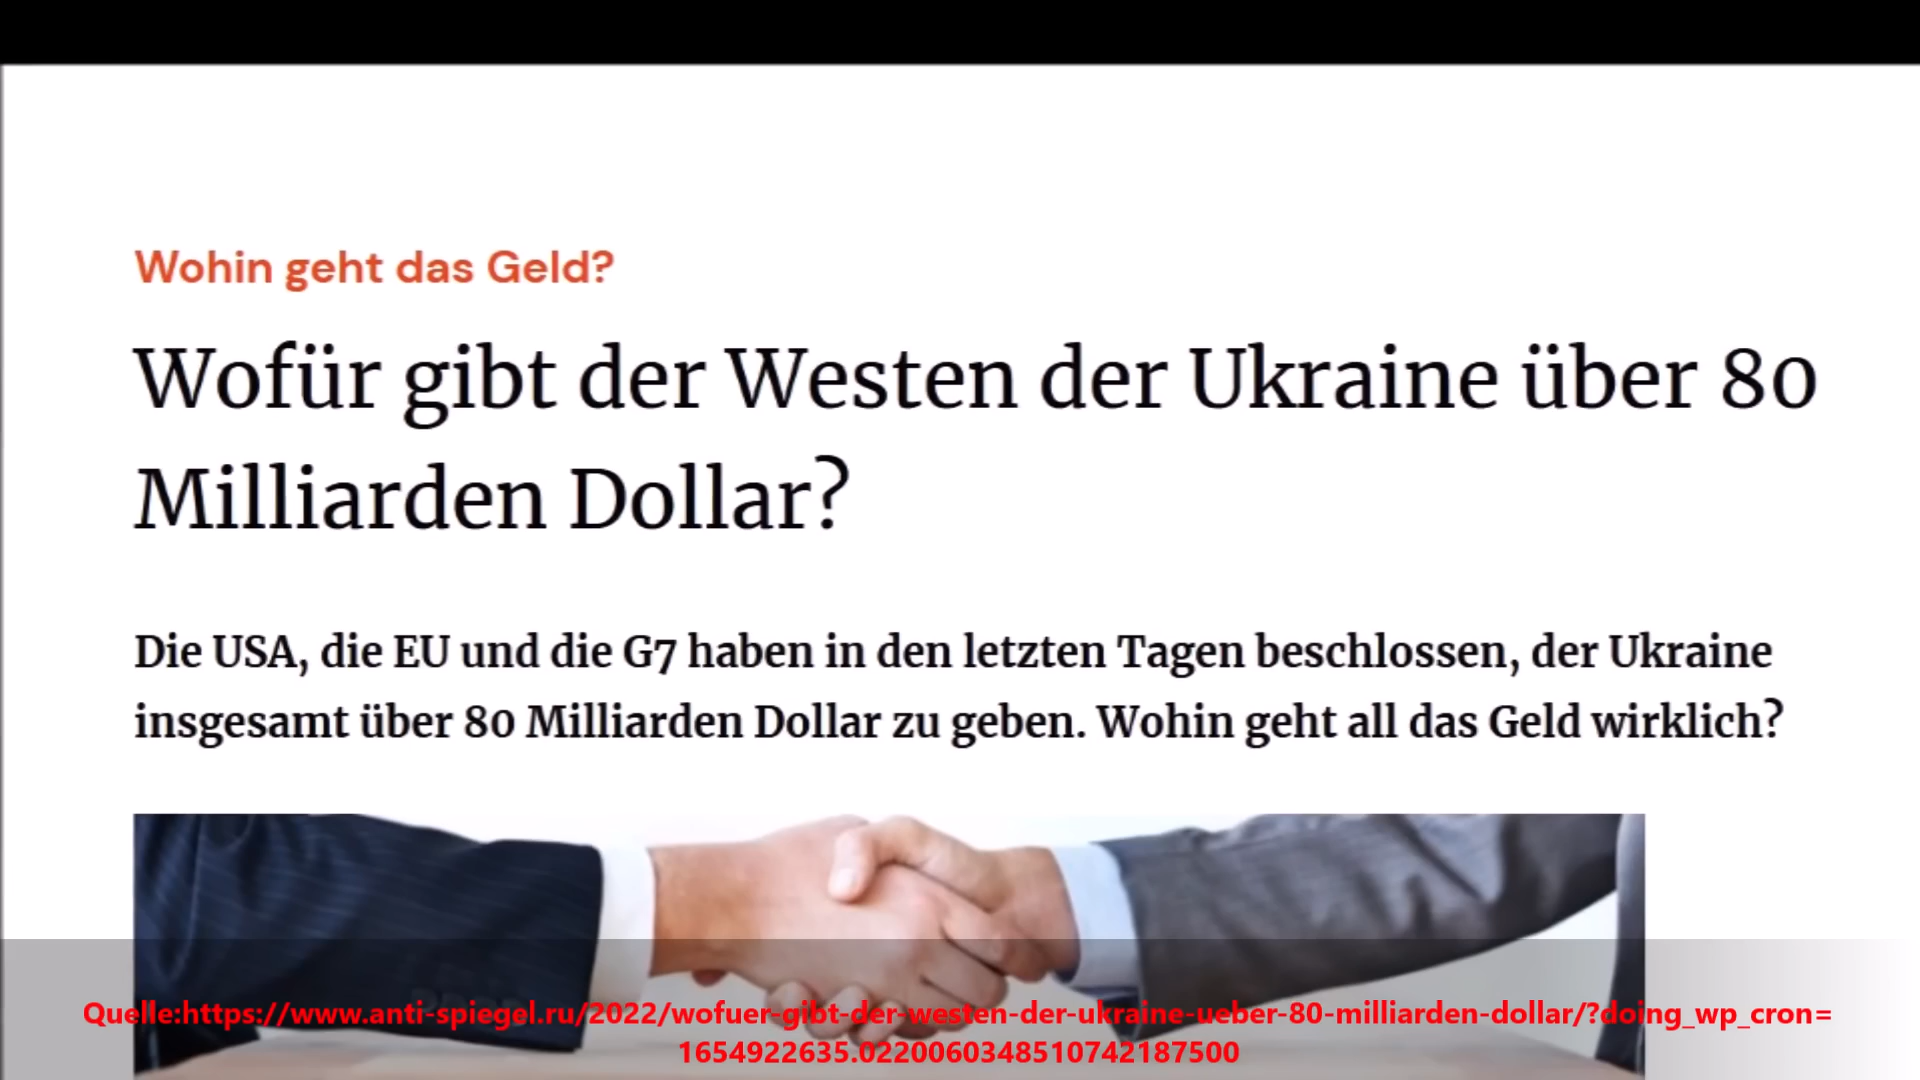 Wohin geht das Geld?
Wofür gibt der Westen der Ukraine über 80
Milliarden Dollar?
Die USA, die EU und die G7 haben in den letzten Tagen beschlossen, der Ukraine
insgesamt über 80 Milliarden Dollar zu geben. Wohin geht all das Geld wirklich?
Quelle:https://www.anti-spiegel.ru/2022/wofuer-gibt-der-westen-der-ukraine-ueber-80-milliarden-dollar/?doing_wp_cron=
1654922635.0220060348510742187500